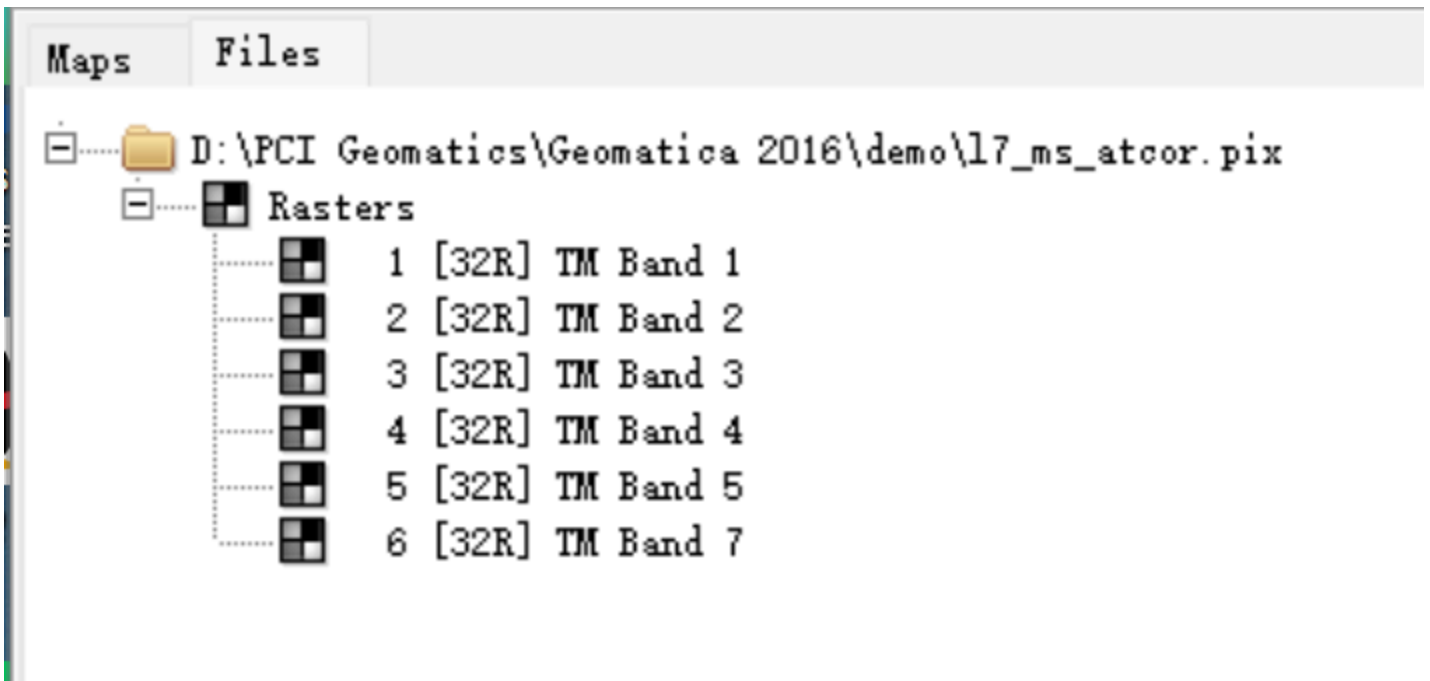 Maps Files
D:\PCI Geomatics\Geomatica 2016\demo\l7_ms_atcor.pix
Rasters
1 [32R] TM Band 1
2 [32R] TM Band 2
3 [32R] TM Band 3
4 [32R] TM Band 4
5 [32R] TM Band 5
6 [32R] TM Band 7